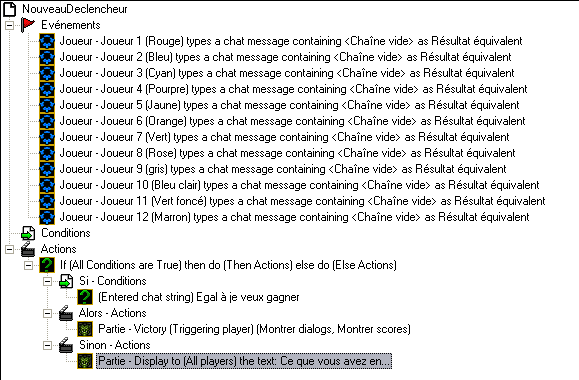 NouveauDeclencheur
Evénements
Joueur - Joueur 1 (Rouge) types a chat message containing <Chaîne vide> as Résultat équivalent
Joueur - Joueur 2 (Bleu) types a chat message containing <Chaîne vide> as Résultat équivalent
Joueur - Joueur 3 (Cyan) types a chat message containing <Chaîne vide> as Résultat équivalent
Joueur - Joueur 4 (Pourpre) types a chat message containing <Chaîne vide> as Résultat équivalent
Joueur - Joueur 5 (Jaune) types a chat message containing <Chaîne vide> as Résultat équivalent
Joueur - Joueur 6 (Orange) types a chat message containing <Chaîne vide> as Résultat équivalent
Joueur - Joueur 7 (Vert) types a chat message containing <Chaîne vide> as Résultat équivalent
Joueur - Joueur 8 (Rose) types a chat message containing <Chaîne vide> as Résultat équivalent
Joueur - Joueur 9 (gris) types a chat message containing <Chaîne vide> as Résultat équivalent
Joueur - Joueur 10 (Bleu clair) types a chat message containing <Chaîne vide> as Résultat équivalent
Joueur - Joueur 11 (Vert foncé) types a chat message containing <Chaîne vide> as Résultat équivalent
Joueur - Joueur 12 (Marron) types a chat message containing <Chaîne vide> as Résultat équivalent
Conditions
Actions
If (All Conditions are True) then do (Then Actions) else do (Else Actions)
Si - Conditions
(Entered chat string) Egal à je veux gagner
Alors - Actions
Partie - Victory (Triggering player) (Montrer dialogs, Montrer scores)
Sinon - Actions
Partie - Display to (All players) the text: Ce que vous avez en...